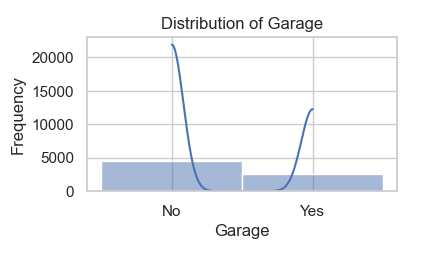 Distribution of Garage
Frequency
20000
15000
10000
5000
0
No Yes
Garage